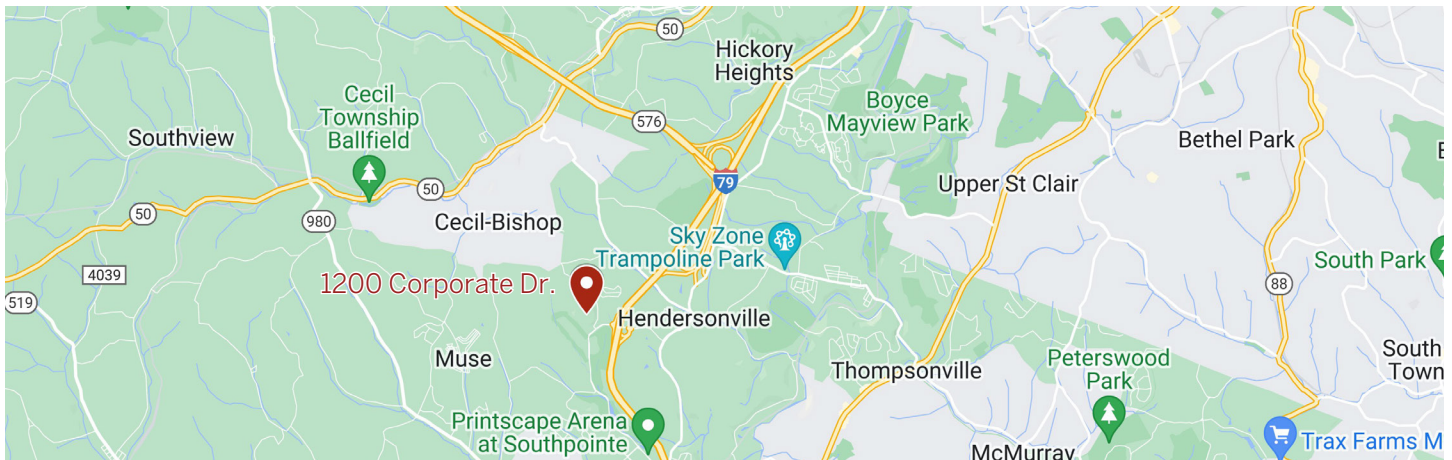 50
Hickory
Heights
Cecil
Township
Ballfield
Southview
576
Boyce
Mayview Park
Bethel Park
79
50
50
980
Cecil-Bishop
Upper St Clair
Sky Zone
Trampoline Park
4039
519
1200 Corporate Dr.
South Park
88
Hendersonville
Muse
Thompsonville
Peterswood
Park
South
Town
Printscape Arena
at Southpointe
McMurray
Trax Farms M